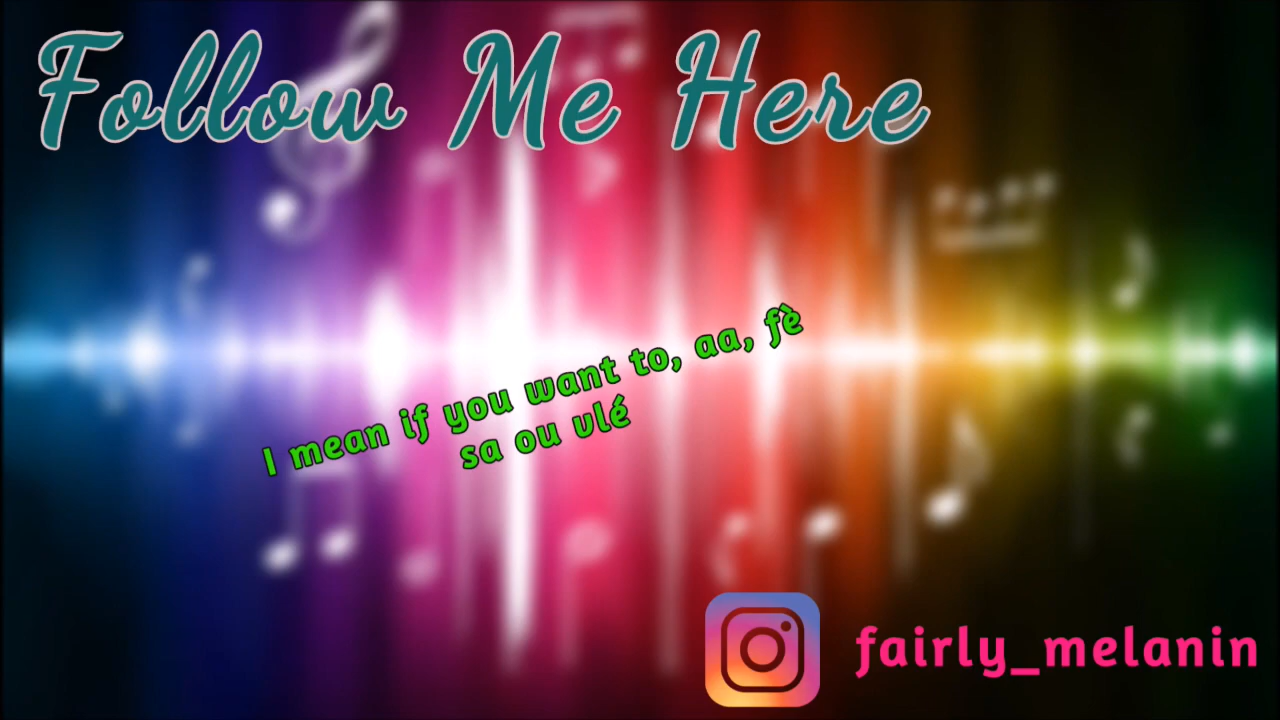 Follow Me Here
I mean if you want to, aa, fè
sa ou vlé
fairly_melanin